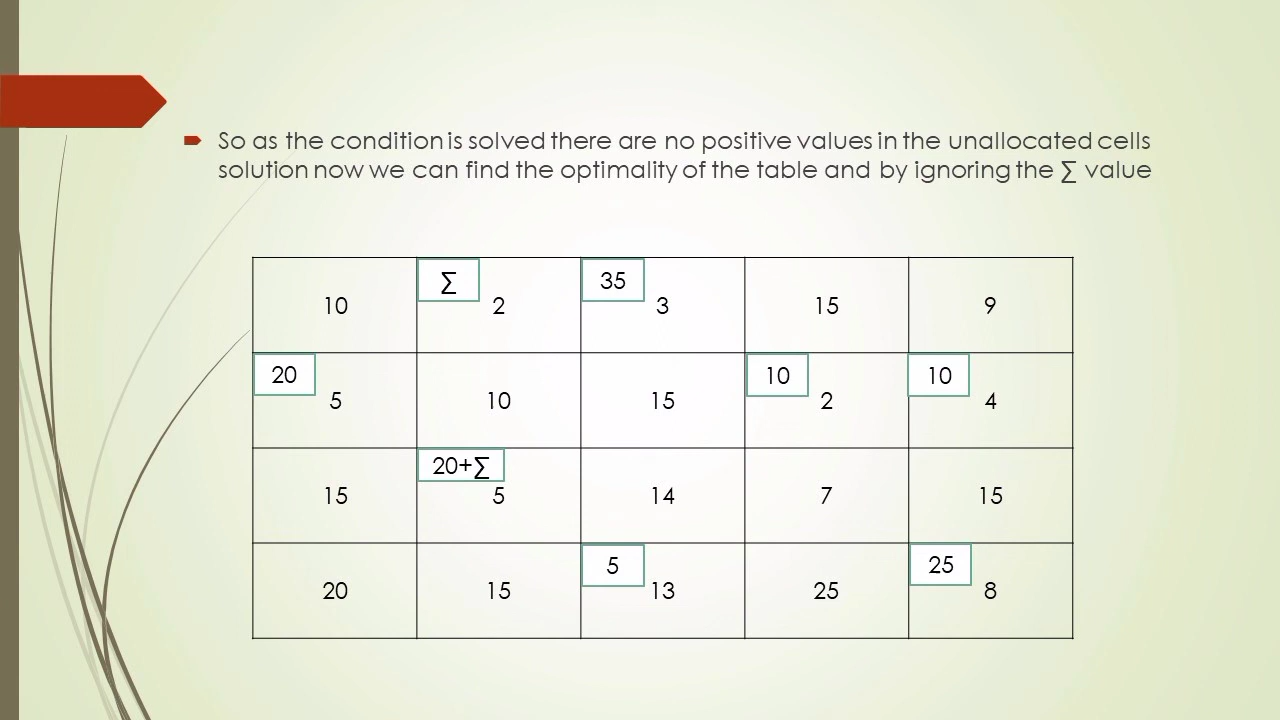 So as the condition is solved there are no positive values in the unallocated cells
solution now we can find the optimality of the table and by ignoring the ∑ value
10 ∑ 2 35 3 15 9
20 5 10 15 10 2 10 4
15 20+∑ 5 14 7 15
20 15 5 13 25 25 8